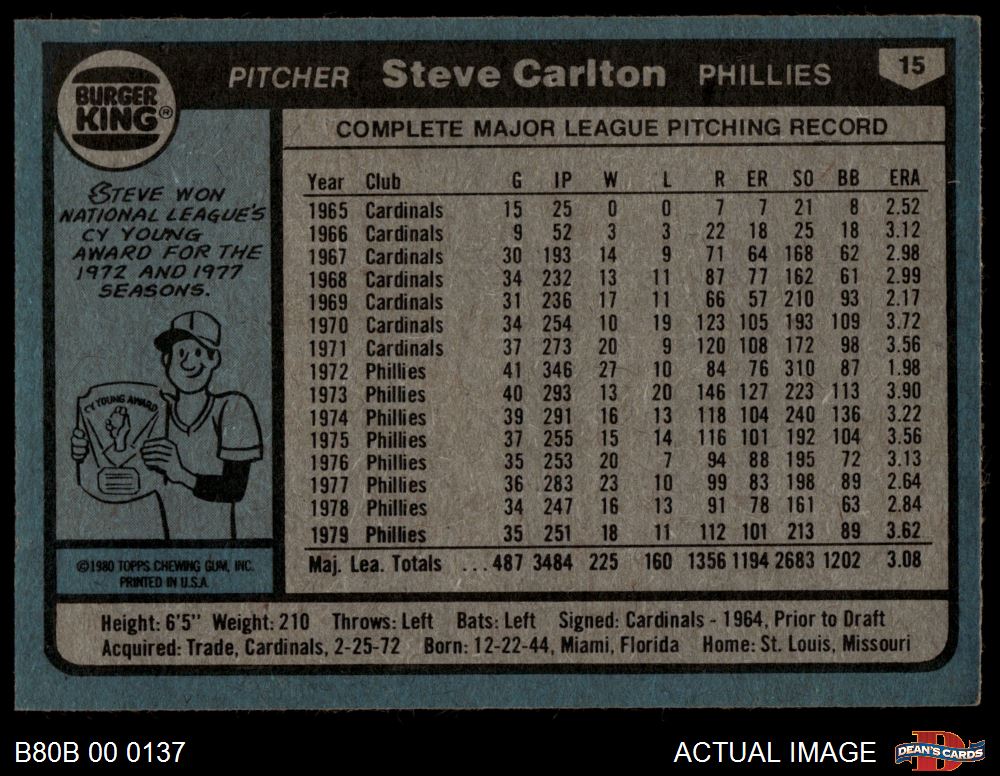 BURGER KING®
PITCHER Steve Carlton PHILLIES 15
STEVE WON
NATIONAL LEAGUE'S
CY YOUNG
AWARD FOR THE
1972 AND 1977
SEASONS.
CY YOUNG AWARD
©1980 TOPPS CHEWING GUM, INC.
PRINTED IN U.S.A.
COMPLETE MAJOR LEAGUE PITCHING RECORD
Year Club G IP W L R ER SO BB ERA
1965 Cardinals 15 25 0 0 7 7 21 8 2.52
1966 Cardinals 9 52 3 3 22 18 25 18 3.12
1967 Cardinals 30 193 14 9 71 64 168 62 2.98
1968 Cardinals 34 232 13 11 87 77 162 61 2.99
1969 Cardinals 31 236 17 11 66 57 210 93 2.17
1970 Cardinals 34 254 10 19 123 105 193 109 3.72
1971 Cardinals 37 273 20 9 120 108 172 98 3.56
1972 Phillies 41 346 27 10 84 76 310 87 1.98
1973 Phillies 40 293 13 20 146 127 223 113 3.90
1974 Phillies 39 291 16 13 118 104 240 136 3.22
1975 Phillies 37 255 15 14 116 101 192 104 3.56
1976 Phillies 35 253 20 7 94 88 195 72 3.13
1977 Phillies 36 283 23 10 99 83 198 89 2.64
1978 Phillies 34 247 16 13 91 78 161 63 2.84
1979 Phillies 35 251 18 11 112 101 213 89 3.62
Maj. Lea. Totals ...487 3484 225 160 1356 1194 2683 1202 3.08
Height: 6'5" Weight: 210 Throws: Left Bats: Left Signed: Cardinals - 1964, Prior to Draft
Acquired: Trade, Cardinals, 2-25-72 Born: 12-22-44, Miami, Florida Home: St. Louis, Missouri
B80B 00 0137 ACTUAL IMAGE DEAN'S CARDS